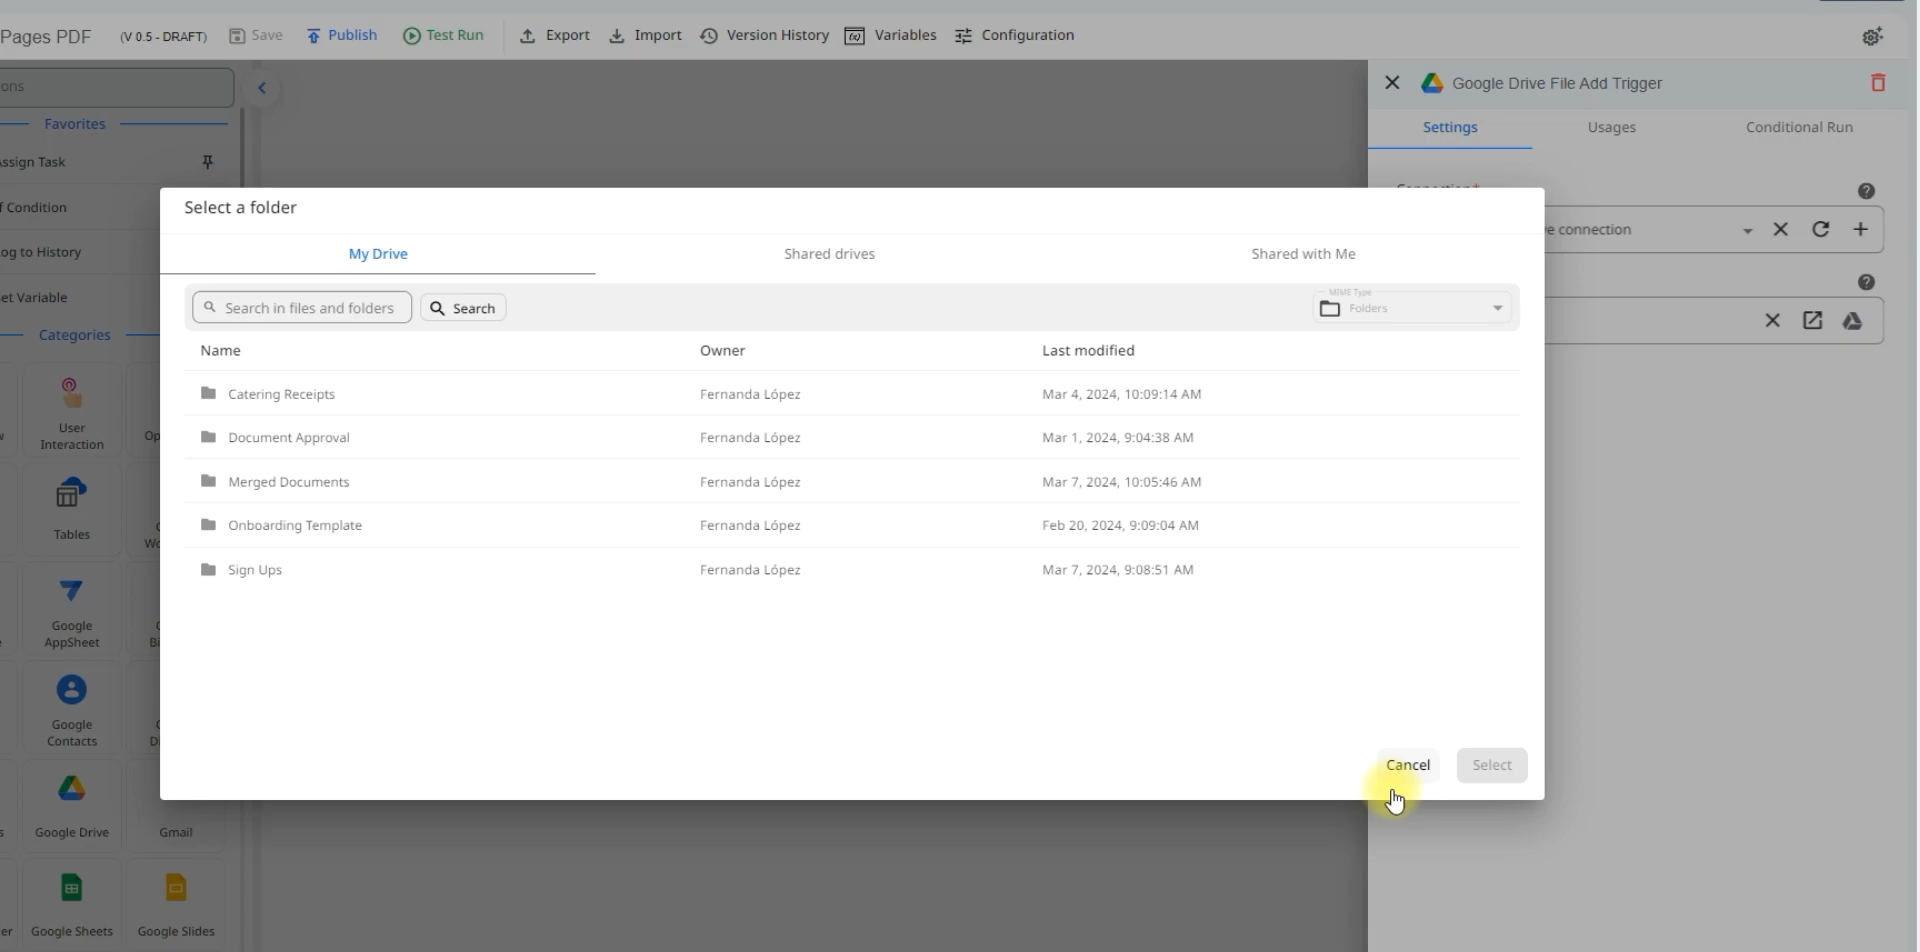 Pages PDF (V 0.5 - DRAFT) Save Publish Test Run Export Import Version History Variables Configuration
Google Drive File Add Trigger
Settings Usages Conditional Run
Connection*
e connection
ons
Favorites
Assign Task
f Condition
og to History
et Variable
Categories
User
Interaction
Tables
Google
AppSheet
Google
Contacts
Google Drive
Gmail
Google Sheets
Google Slides
Select a folder
My Drive Shared drives Shared with Me
Search in files and folders Search
MIME Type
Folders
Name Owner Last modified
Catering Receipts Fernanda López Mar 4, 2024, 10:09:14 AM
Document Approval Fernanda López Mar 1, 2024, 9:04:38 AM
Merged Documents Fernanda López Mar 7, 2024, 10:05:46 AM
Onboarding Template Fernanda López Feb 20, 2024, 9:09:04 AM
Sign Ups Fernanda López Mar 7, 2024, 9:08:51 AM
Cancel Select